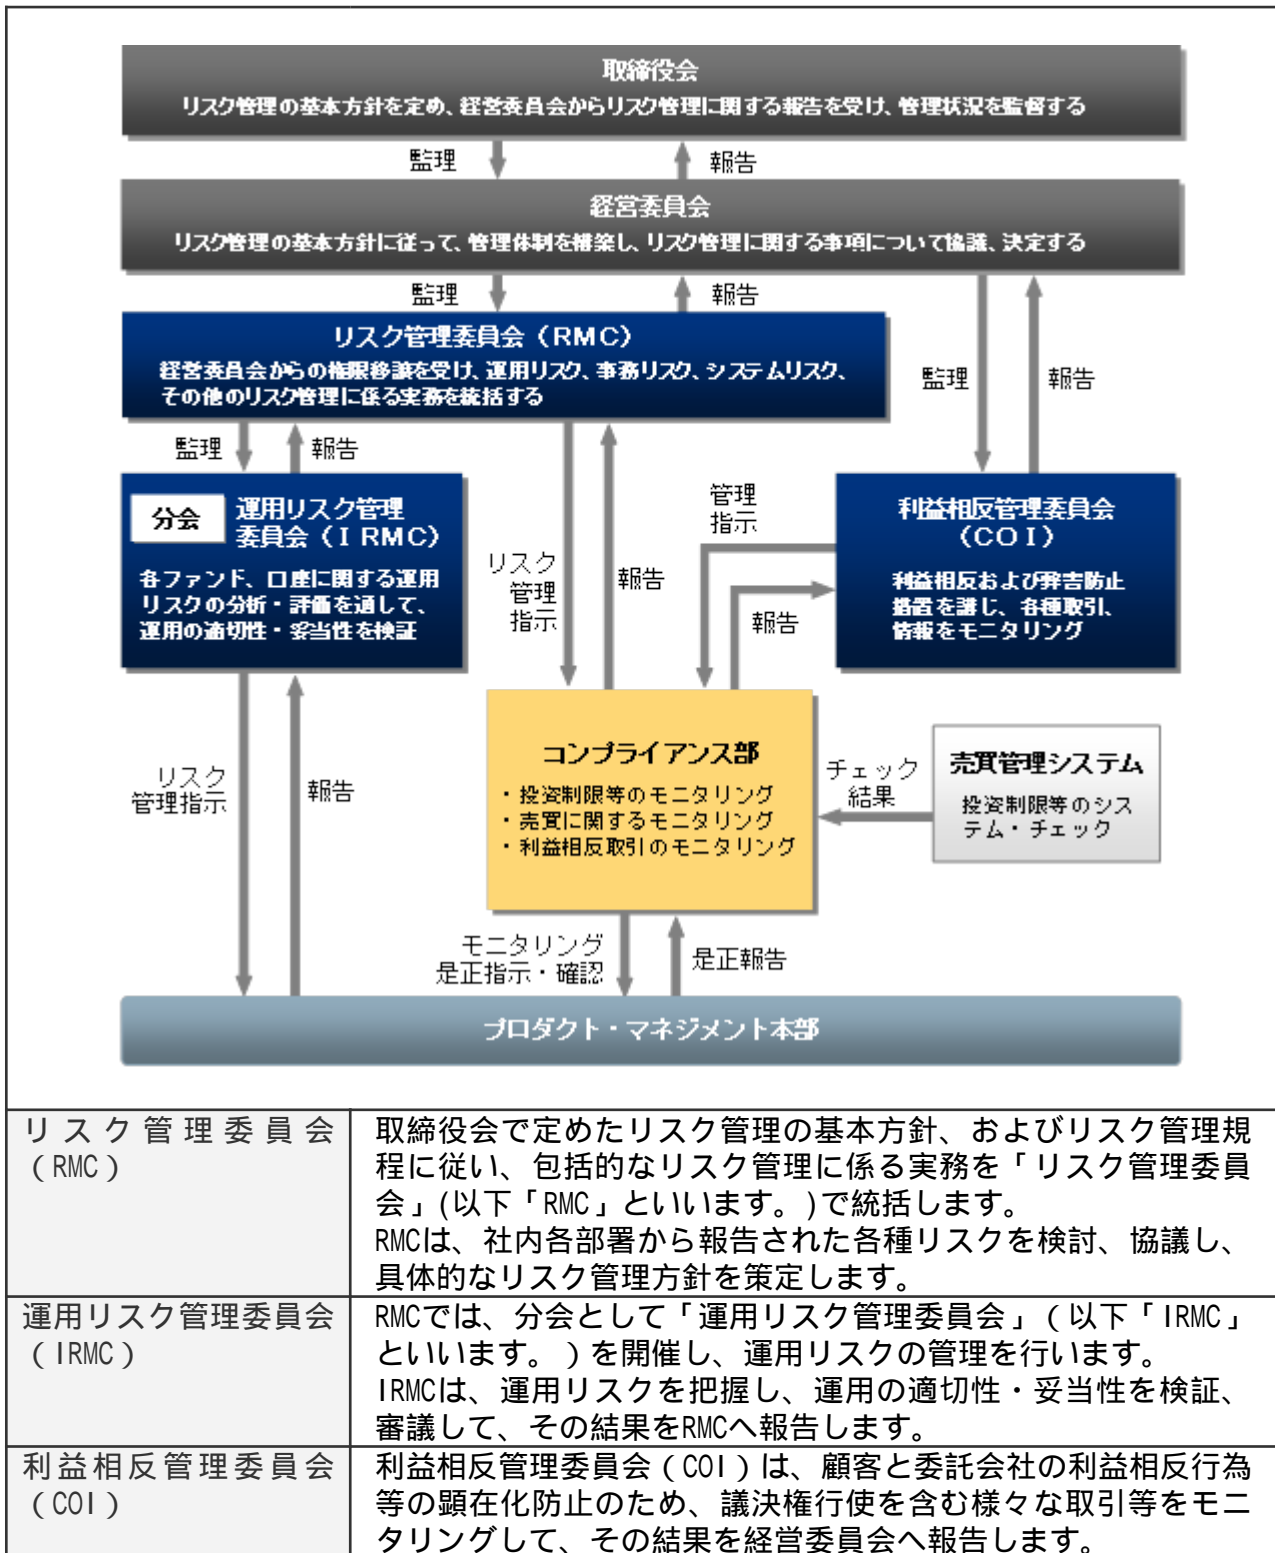 取締役会
リスク管理の基本方針を定め、経営委員会からリスク管理に関する報告を受け、管理状況を監督する
監理
報告
経営委員会
リスク管理の基本方針に従って、管理体制を構築し、リスク管理に関する事項について協議、決定する
監理
報告
リスク管理委員会（RMC）
経営委員会からの権限移譲を受け、運用リスク、事務リスク、システムリスク、
その他のリスク管理に係る実務を統括する
監理
報告
監理
報告
分会
運用リスク管理
委員会（IRMC）
各ファンド、口座に関する運用
リスクの分析・評価を通して、
運用の適切性・妥当性を検証
リスク
管理
指示
報告
管理
指示
報告
利益相反管理委員会
（COI）
利益相反および弊害防止
措置を講じ、各種取引、
情報をモニタリング
リスク
管理指示
報告
コンプライアンス部
・投資制限等のモニタリング
・売買に関するモニタリング
・利益相反取引のモニタリング
チェック
結果
売買管理システム
投資制限等のシス
テム・チェック
モニタリング
是正指示・確認
是正報告
プロダクト・マネジメント本部
リスク管理委員会
（RMC）
取締役会で定めたリスク管理の基本方針、およびリスク管理規
程に従い、包括的なリスク管理に係る実務を「リスク管理委員
会」(以下「RMC」といいます。)で統括します。
RMCは、社内各部署から報告された各種リスクを検討、協議し、
具体的なリスク管理方針を策定します。
運用リスク管理委員会
（IRMC）
RMCでは、分会として「運用リスク管理委員会」（以下「IRMC」
といいます。）を開催し、運用リスクの管理を行います。
IRMCは、運用リスクを把握し、運用の適切性・妥当性を検証、
審議して、その結果をRMCへ報告します。
利益相反管理委員会
（COI）
利益相反管理委員会（COI）は、顧客と委託会社の利益相反行為
等の顕在化防止のため、議決権行使を含む様々な取引等をモニ
タリングして、その結果を経営委員会へ報告します。